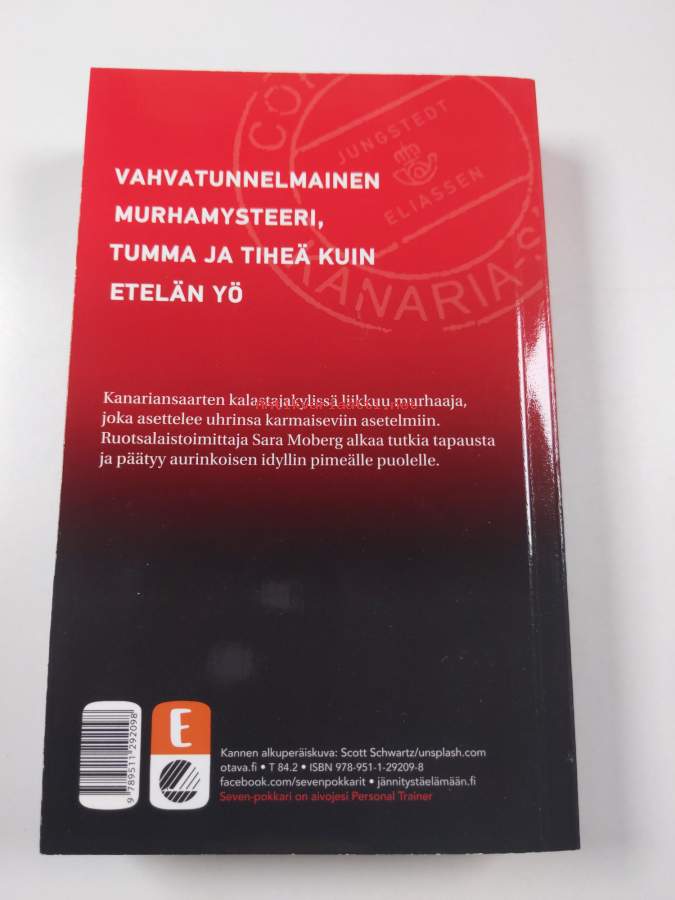 JUNGSTEDT
ELIASSEN
KANARIA
VAHVATUNNELMAINEN
MURHAMYSTEERI,
TUMMA JA TIHEÄ KUIN
ETELÄN YÖ
Kanariansaarten kalastajakylissä liikkuu murhaaja,
joka asettelee uhrinsa karmaiseviin asetelmiin.
Ruotsalaistoimittaja Sara Moberg alkaa tutkia tapausta
ja päätyy aurinkoisen idyllin pimeälle puolelle.
E
9 789511 292098
Kannen alkuperäiskuva: Scott Schwartz/unsplash.com
otava.fi • T 84.2 • ISBN 978-951-1-29209-8
facebook.com/sevenpokkarit • jännitystäelämään.fi
Seven-pokkari on aivojesi Personal Trainer